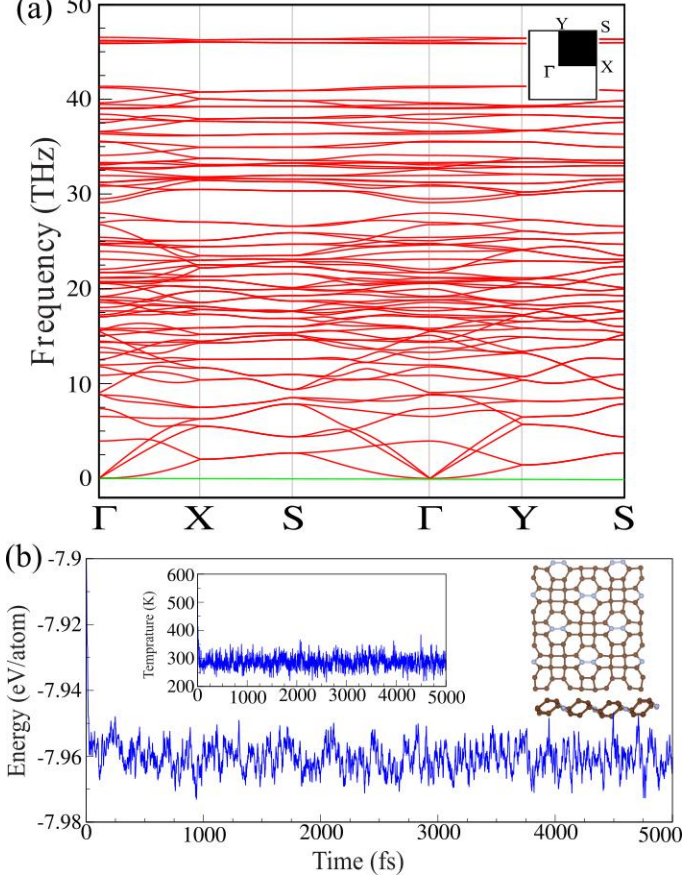 (a)
50
40
30
20
10
0
Frequency (THz)
Y
S
Γ
X
Γ
X
S
Γ
Y
S
(b)
-7.9
-7.92
-7.94
-7.96
-7.98
Energy (eV/atom)
600
500
400
300
200
Temprature (K)
0
1000
2000
3000
4000
5000
0
1000
2000
3000
4000
5000
Time (fs)